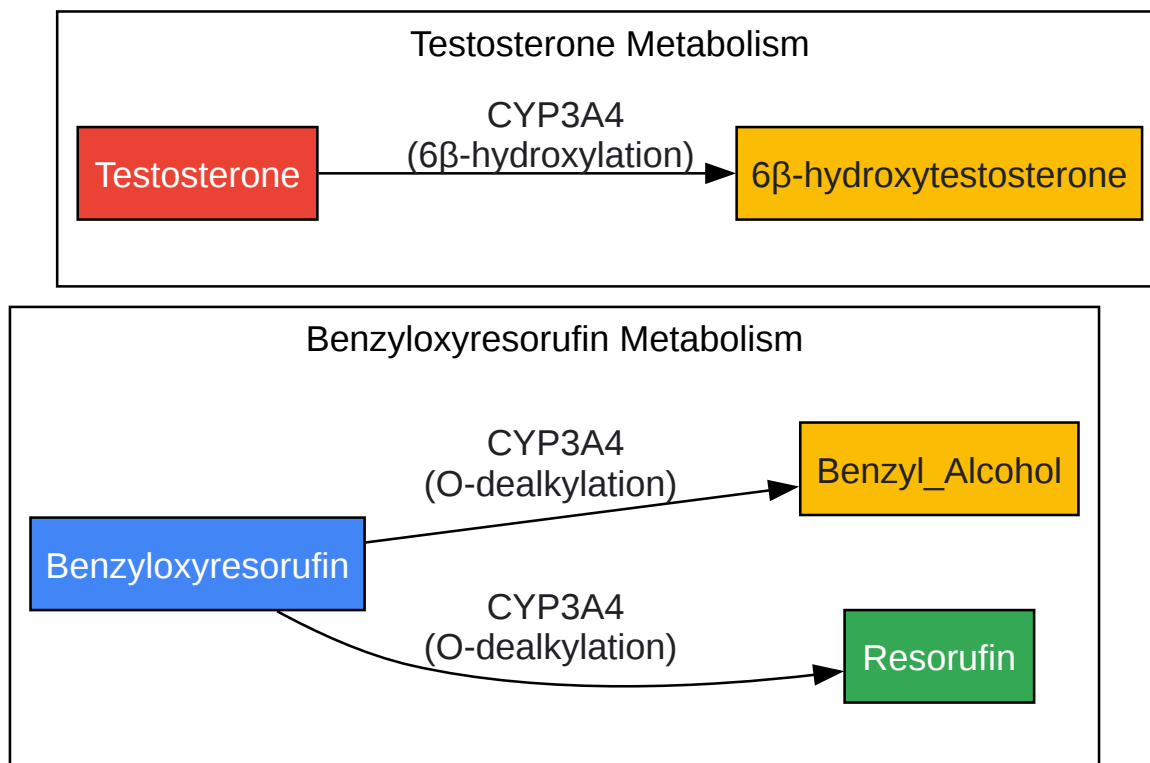 Testosterone Metabolism
CYP3A4
(6β-hydroxylation)
Testosterone
6β-hydroxytestosterone
Benzyloxyresorufin Metabolism
CYP3A4
(O-dealkylation)
Benzyl_Alcohol
Benzyloxyresorufin
CYP3A4
(O-dealkylation)
Resorufin